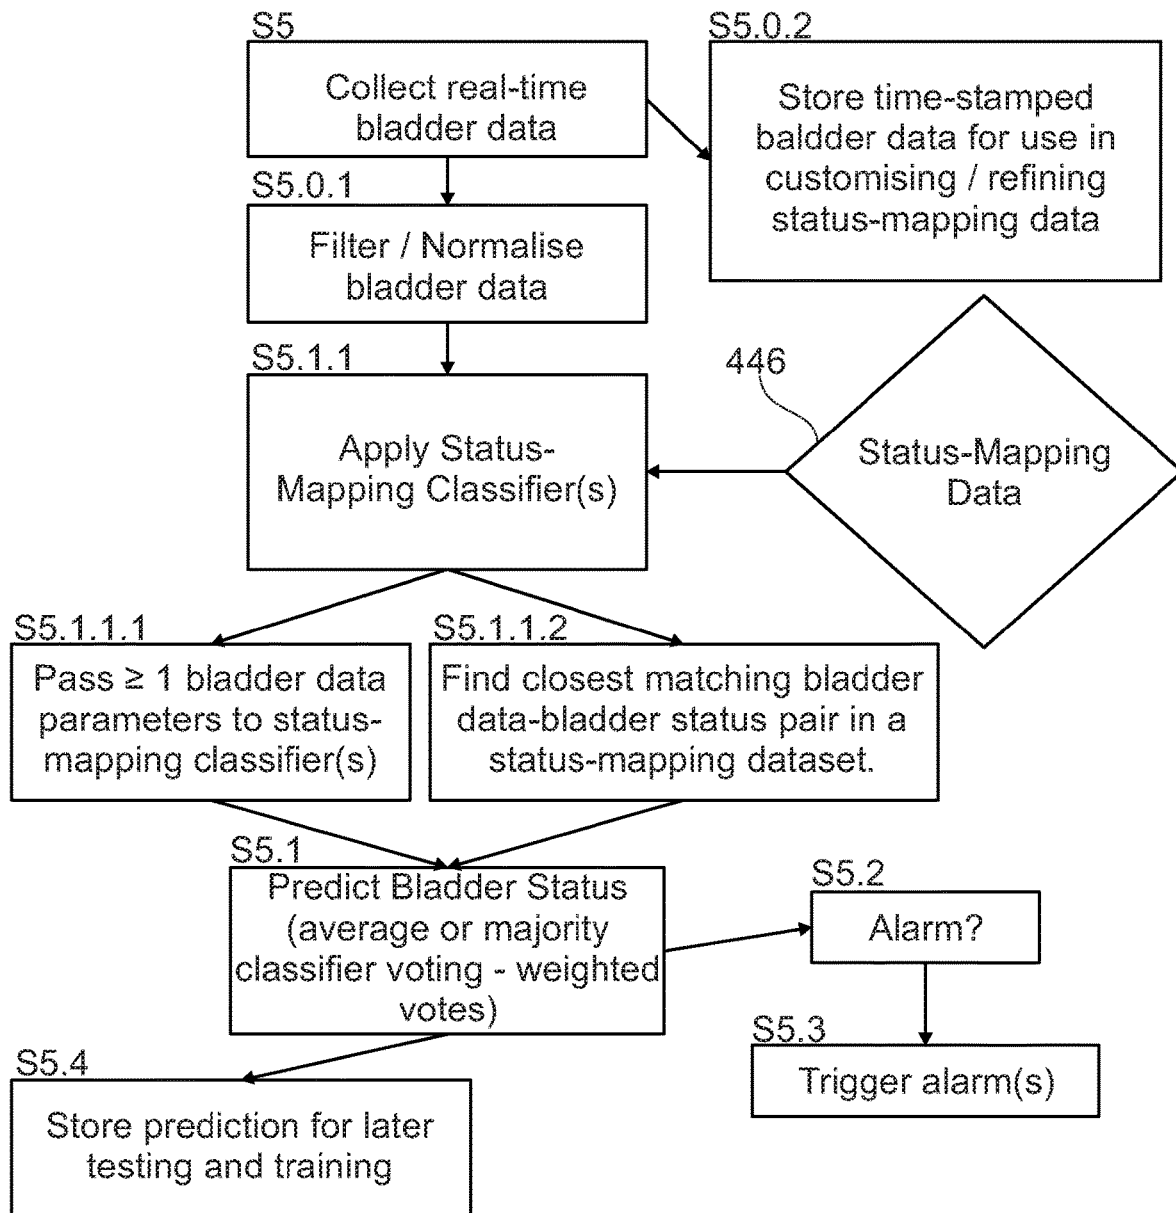 S5
Collect real-time
bladder data
S5.0.2
Store time-stamped
baldder data for use in
customising / refining
status-mapping data
S5.0.1
Filter / Normalise
bladder data
S5.1.1
Apply Status-
Mapping Classifier(s)
446
Status-Mapping
Data
S5.1.1.1
Pass ≥ 1 bladder data
parameters to status-
mapping classifier(s)
S5.1.1.2
Find closest matching bladder
data-bladder status pair in a
status-mapping dataset.
S5.1
Predict Bladder Status
(average or majority
classifier voting - weighted
votes)
S5.2
Alarm?
S5.3
Trigger alarm(s)
S5.4
Store prediction for later
testing and training